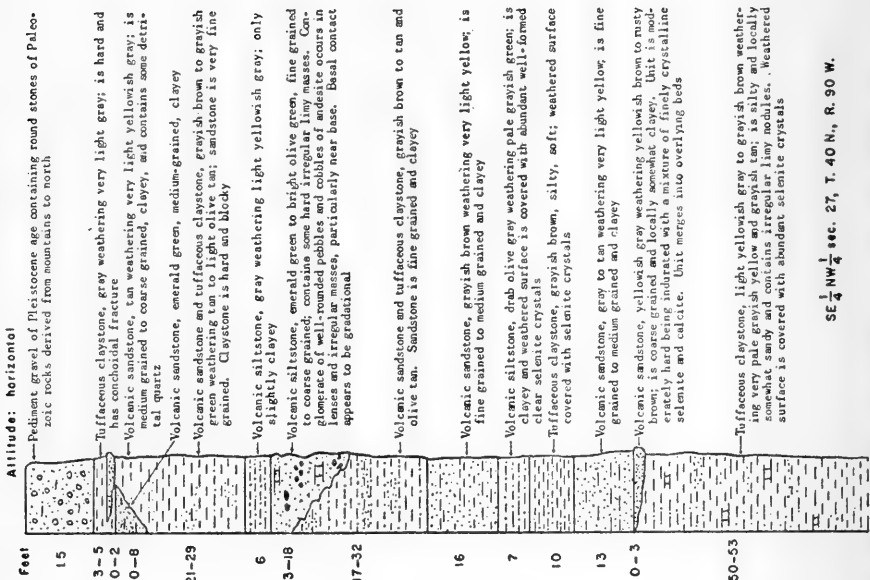 Altitude: horizontal
Feet
15
Pediment gravel of Pleistocene age containing round stones of Paleo-
zoic rocks derived from mountains to north
3-5
Tuffaceous claystone, gray weathering very light gray; is hard and
has conchoidal fracture
0-2
Volcanic sandstone, tan weathering very light yellowish gray; is
medium grained to coarse grained, clayey, and contains some detri-
tal quartz
0-8
Volcanic sandstone, emerald green, medium-grained, clayey
21-29
Volcanic sandstone and tuffaceous claystone, grayish brown to grayish
green weathering tan to light olive tan; sandstone is very fine
grained. Claystone is hard and blocky
6
Volcanic siltstone, gray weathering light yellowish gray; only
slightly clayey
3-18
Volcanic siltstone, emerald green to bright olive green, fine grained
to coarse grained; contains some hard irregular limy masses. Con-
glomerate of well-rounded pebbles and cobbles of andesite occurs in
lenses and irregular masses, particularly near base. Basal contact
appears to be gradational
17-32
Volcanic sandstone and tuffaceous claystone, grayish brown to tan and
olive tan. Sandstone is fine grained and clayey
16
Volcanic sandstone, grayish brown weathering very light yellow; is
fine grained to medium grained and clayey
7
Volcanic siltstone, drab olive gray weathering pale grayish green; is
clayey and weathered surface is covered with abundant well-formed
clear selenite crystals
10
Tuffaceous claystone, grayish brown, silty, soft; weathered surface
covered with selenite crystals
13
Volcanic sandstone, gray to tan weathering very light yellow; is fine
grained to medium grained and clayey
0-3
Volcanic sandstone, yellowish gray weathering yellowish brown to rusty
brown; is coarse grained and locally somewhat clayey. Unit is mod-
erately hard being indurated with a mixture of finely crystalline
selenite and calcite. Unit merges into overlying beds
50-53
Tuffaceous claystone, light yellowish gray to grayish brown weather-
ing very pale grayish yellow and grayish tan; is silty and locally
somewhat sandy and contains irregular limy nodules. Weathered
surface is covered with abundant selenite crystals
SE 1/4 NW 1/4 sec. 27, T. 40 N., R. 90 W.